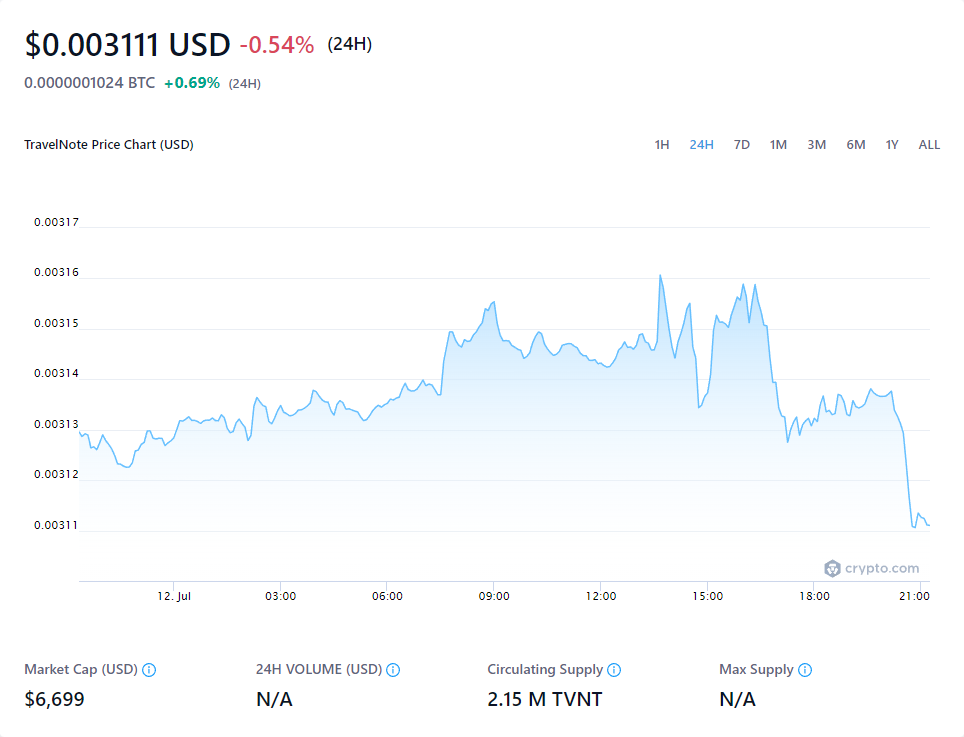 $0.003111 USD -0.54% (24H)
0.0000001024 BTC +0.69% (24H)
TravelNote Price Chart (USD) 1H 24H 7D 1M 3M 6M 1Y ALL
0.00317
0.00316
0.00315
0.00314
0.00313
0.00312
0.00311
crypto.com
12. Jul 03:00 06:00 09:00 12:00 15:00 18:00 21:00
Market Cap (USD) 24H VOLUME (USD) Circulating Supply Max Supply
$6,699 N/A 2.15 M TVNT N/A